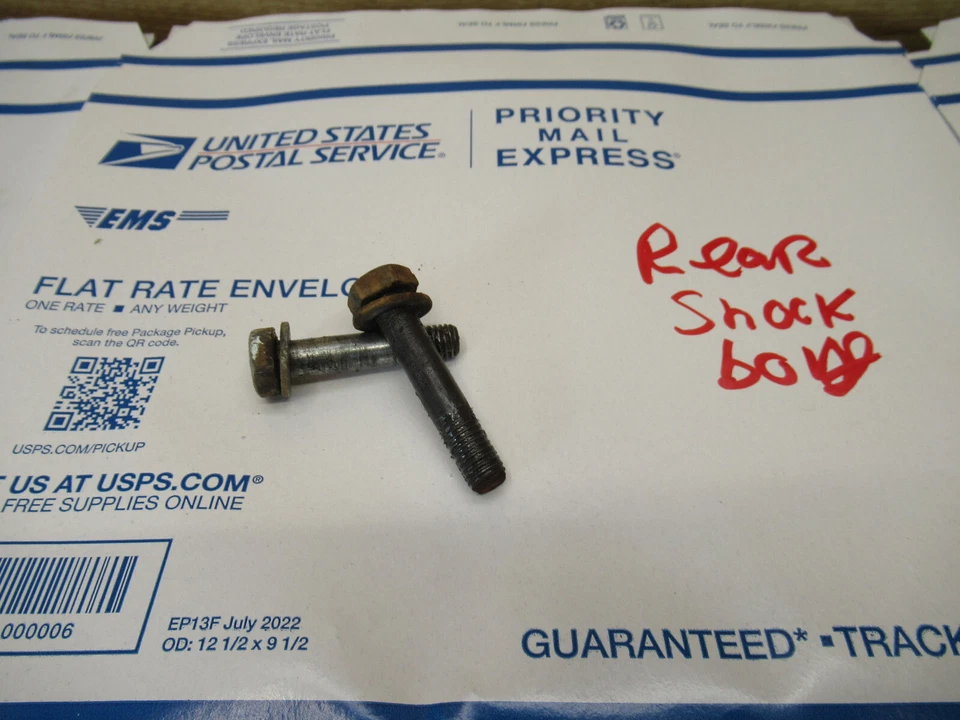 UNITED STATES
POSTAL SERVICE®
PRIORITY
MAIL
EXPRESS®
EMS
FLAT RATE ENVELO
ONE RATE ■ ANY WEIGHT
To schedule free Package Pickup,
scan the QR code.
USPS.COM/PICKUP
T US AT USPS.COM®
FREE SUPPLIES ONLINE
000006
EP13F July 2022
OD: 12 1/2 x 9 1/2
GUARANTEED* ▪TRACK
Rear
Shock